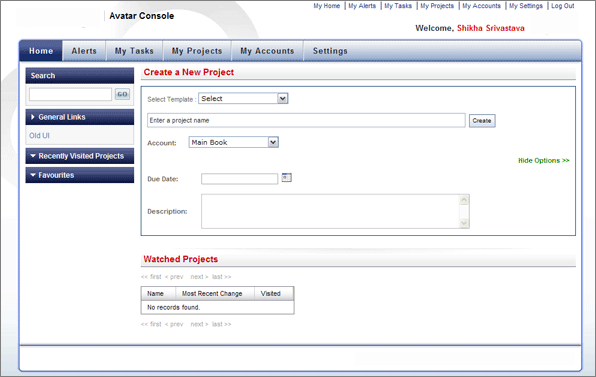 My Home | My Alerts | My Tasks | My Projects | My Accounts | My Settings | Log Out
Avatar Console
Welcome, Shikha Srivastava
Home Alerts My Tasks My Projects My Accounts Settings
Search
GO
General Links
Old UI
Recently Visited Projects
Favourites
Create a New Project
Select Template : Select
Enter a project name Create
Account: Main Book
Hide Options >>
Due Date:
Description:
Watched Projects
<< first < prev next > last >>
Name Most Recent Change Visited
No records found.
<< first < prev next > last >>